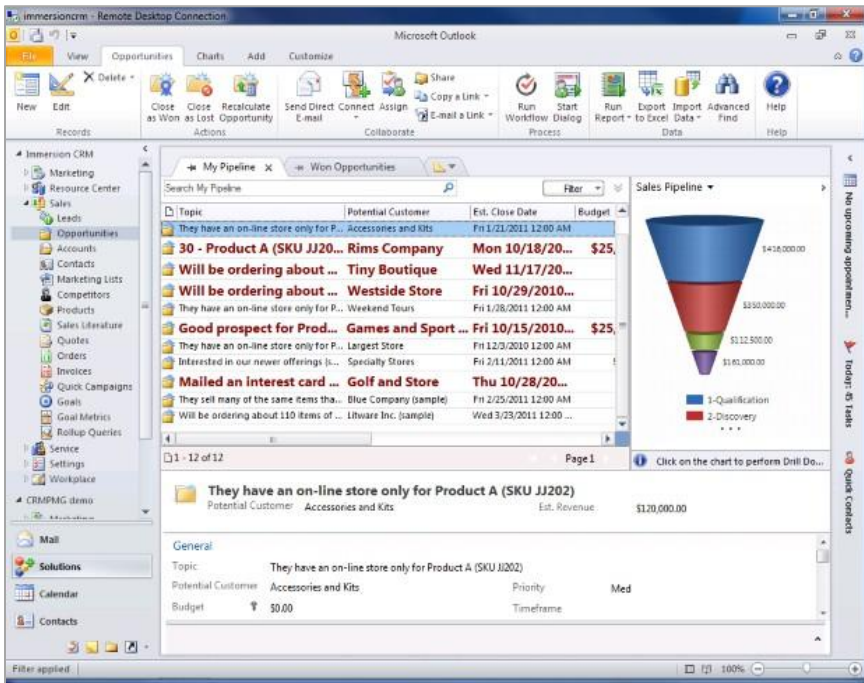 immersioncrm - Remote Desktop Connection
Microsoft Outlook
File View Opportunities Charts Add Customize
New
Edit
Delete
Records
Close as Won
Close as Lost
Recalculate Opportunity
Actions
Send Direct E-mail
Connect
Assign
Share
Copy a Link
E-mail a Link
Collaborate
Run Workflow
Start Dialog
Process
Run Report
Export to Excel
Import Data
Advanced Find
Data
Help
Help
Immersion CRM
Marketing
Resource Center
Sales
Leads
Opportunities
Accounts
Contacts
Marketing Lists
Competitors
Products
Sales Literature
Quotes
Orders
Invoices
Quick Campaigns
Goals
Goal Metrics
Rollup Queries
Service
Settings
Workplace
CRMPMG demo
Mail
Solutions
Calendar
Contacts
My Pipeline x Won Opportunities
Search My Pipeline Filter
Topic Potential Customer Est. Close Date Budget
They have an on-line store only for P... Accessories and Kits Fri 1/21/2011 12:00 AM
30 - Product A (SKU JJ20... Rims Company Mon 10/18/20... $25,
Will be ordering about ... Tiny Boutique Wed 11/17/20...
Will be ordering about ... Westside Store Fri 10/29/2010...
They have an on-line store only for P... Weekend Tours Fri 1/28/2011 12:00 AM
Good prospect for Prod... Games and Sport ... Fri 10/15/2010... $25,
They have an on-line store only for P... Largest Store Fri 12/3/2010 12:00 AM
Interested in our newer offerings (s... Specialty Stores Fri 2/11/2011 12:00 AM
Mailed an interest card ... Golf and Store Thu 10/28/20...
They sell many of the same items tha... Blue Company (sample) Fri 2/25/2011 12:00 AM
Will be ordering about 110 items of ... Litware Inc. (sample) Wed 3/23/2011 12:00 ...
1 - 12 of 12 Page 1
Sales Pipeline
$416,000.00
$350,000.00
$112,500.00
$161,000.00
1-Qualification
2-Discovery
Click on the chart to perform Drill Do...
They have an on-line store only for Product A (SKU JJ202)
Potential Customer Accessories and Kits Est. Revenue $120,000.00
General
Topic They have an on-line store only for Product A (SKU JJ202)
Potential Customer Accessories and Kits Priority Med
Budget $0.00 Timeframe
No upcoming appointmen...
Today: 45 Tasks
Quick Contacts
Filter applied 100%